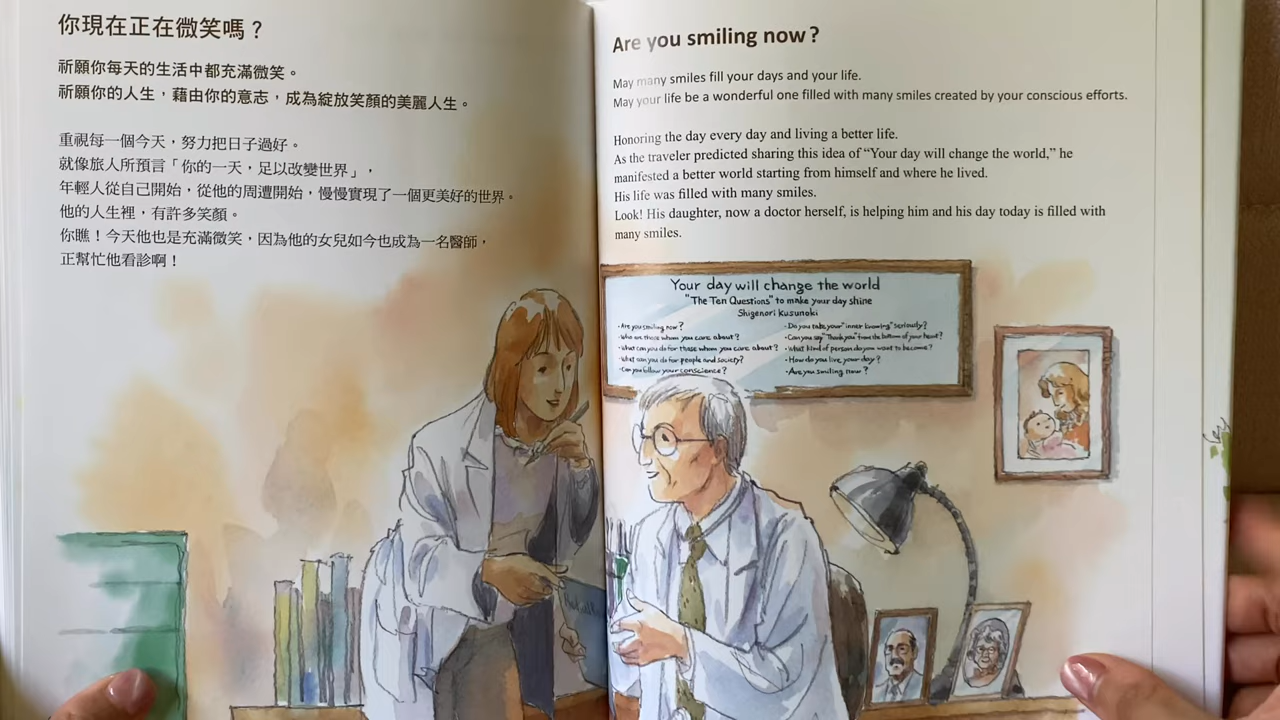 你現在正在微笑嗎？
祈願你每天的生活中都充滿微笑。
祈願你的人生，藉由你的意志，成為綻放笑顏的美麗人生。
重視每一個今天，努力把日子過好。
就像旅人所預言「你的一天，足以改變世界」，
年輕人從自己開始，從他的周遭開始，慢慢實現了一個更美好的世界。
他的人生裡，有許多笑顏。
你瞧！今天他也是充滿微笑，因為他的女兒如今也成為一名醫師，
正幫忙他看診啊！
Are you smiling now?
May many smiles fill your days and your life.
May your life be a wonderful one filled with many smiles created by your conscious efforts.
Honoring the day every day and living a better life.
As the traveler predicted sharing this idea of “Your day will change the world,” he
manifested a better world starting from himself and where he lived.
His life was filled with many smiles.
Look! His daughter, now a doctor herself, is helping him and his day today is filled with
many smiles.
Your day will change the world
"The Ten Questions" to make your day shine
Shigenori Kusunoki
・Are you smiling now?
・Who are those whom you care about?
・What can you do for those whom you care about?
・What can you do for people and society?
・Can you follow your conscience?
・Do you take your "inner knowing" seriously?
・Can you say "Thank you" from the bottom of your heart?
・What kind of person do you want to become?
・How do you live your day?
・Are you smiling now?